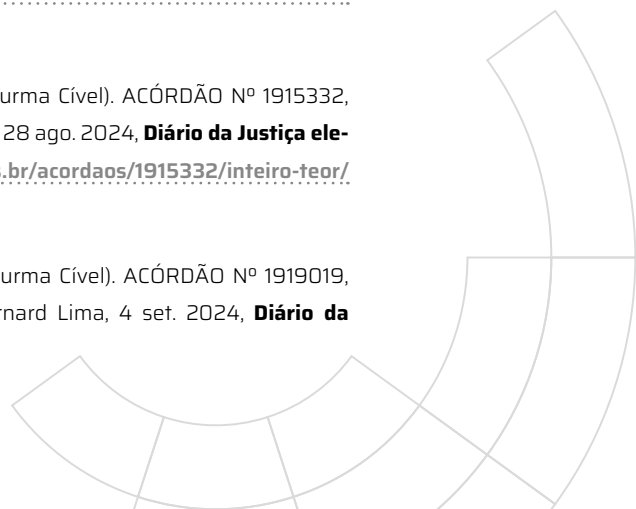 urma Cível). ACÓRDÃO Nº 1915332,
28 ago. 2024, Diário da Justiça ele-
s.br/acordaos/1915332/inteiro-teor/
urma Cível). ACÓRDÃO Nº 1919019,
rnard Lima, 4 set. 2024, Diário da